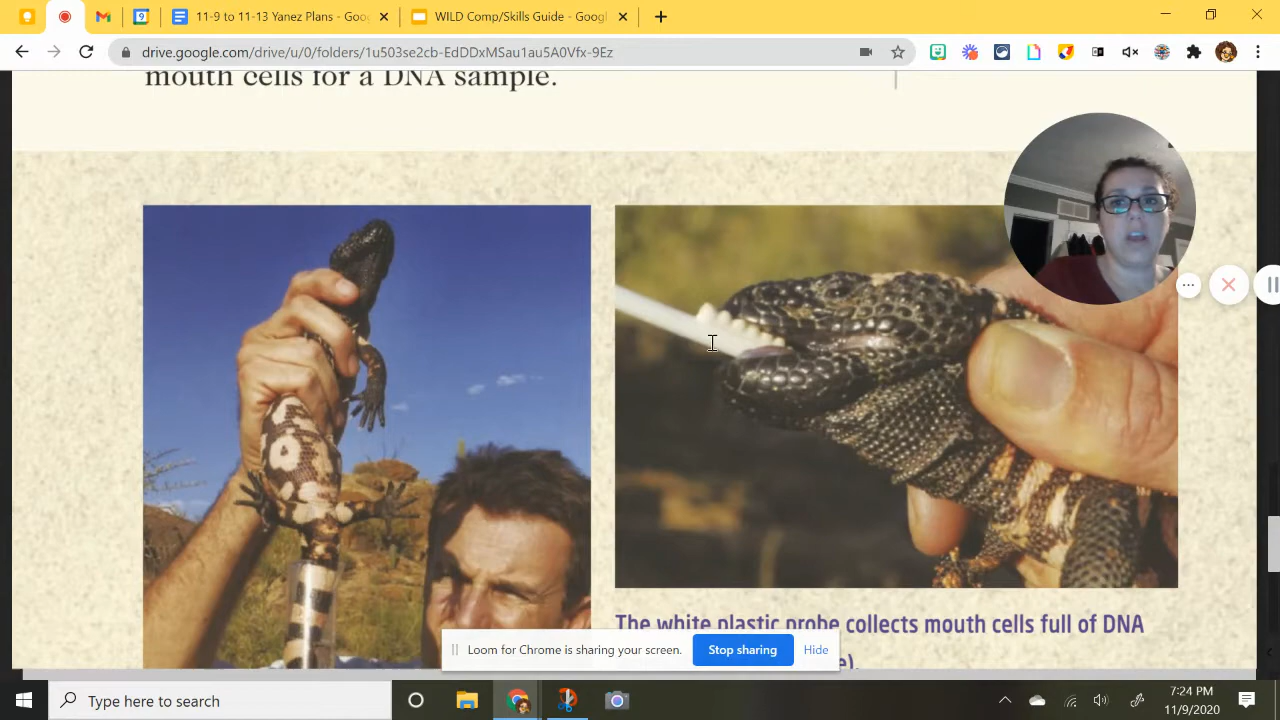 11-9 to 11-13 Yanez Plans - Goo
WILD Comp/Skills Guide - Googl
drive.google.com/drive/u/0/folders/1u503se2cb-EdDDxMSau1au5A0Vfx-9Ez
mouth cells for a DNA sample.
The white plastic probe collects mouth cells full of DNA
e).
Loom for Chrome is sharing your screen.
Stop sharing
Hide
Type here to search
7:24 PM
11/9/2020